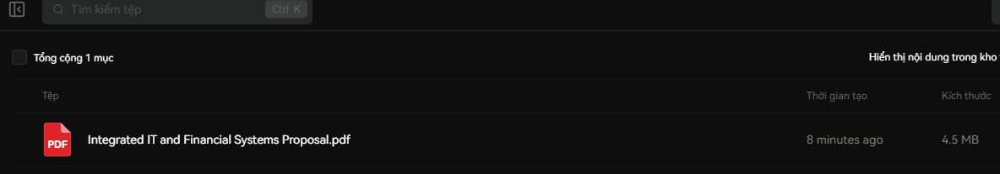 Tìm kiếm tệp Ctrl K
Tổng cộng 1 mục Hiển thị nội dung trong kho
Tệp Thời gian tạo Kích thước
PDF Integrated IT and Financial Systems Proposal.pdf 8 minutes ago 4.5 MB